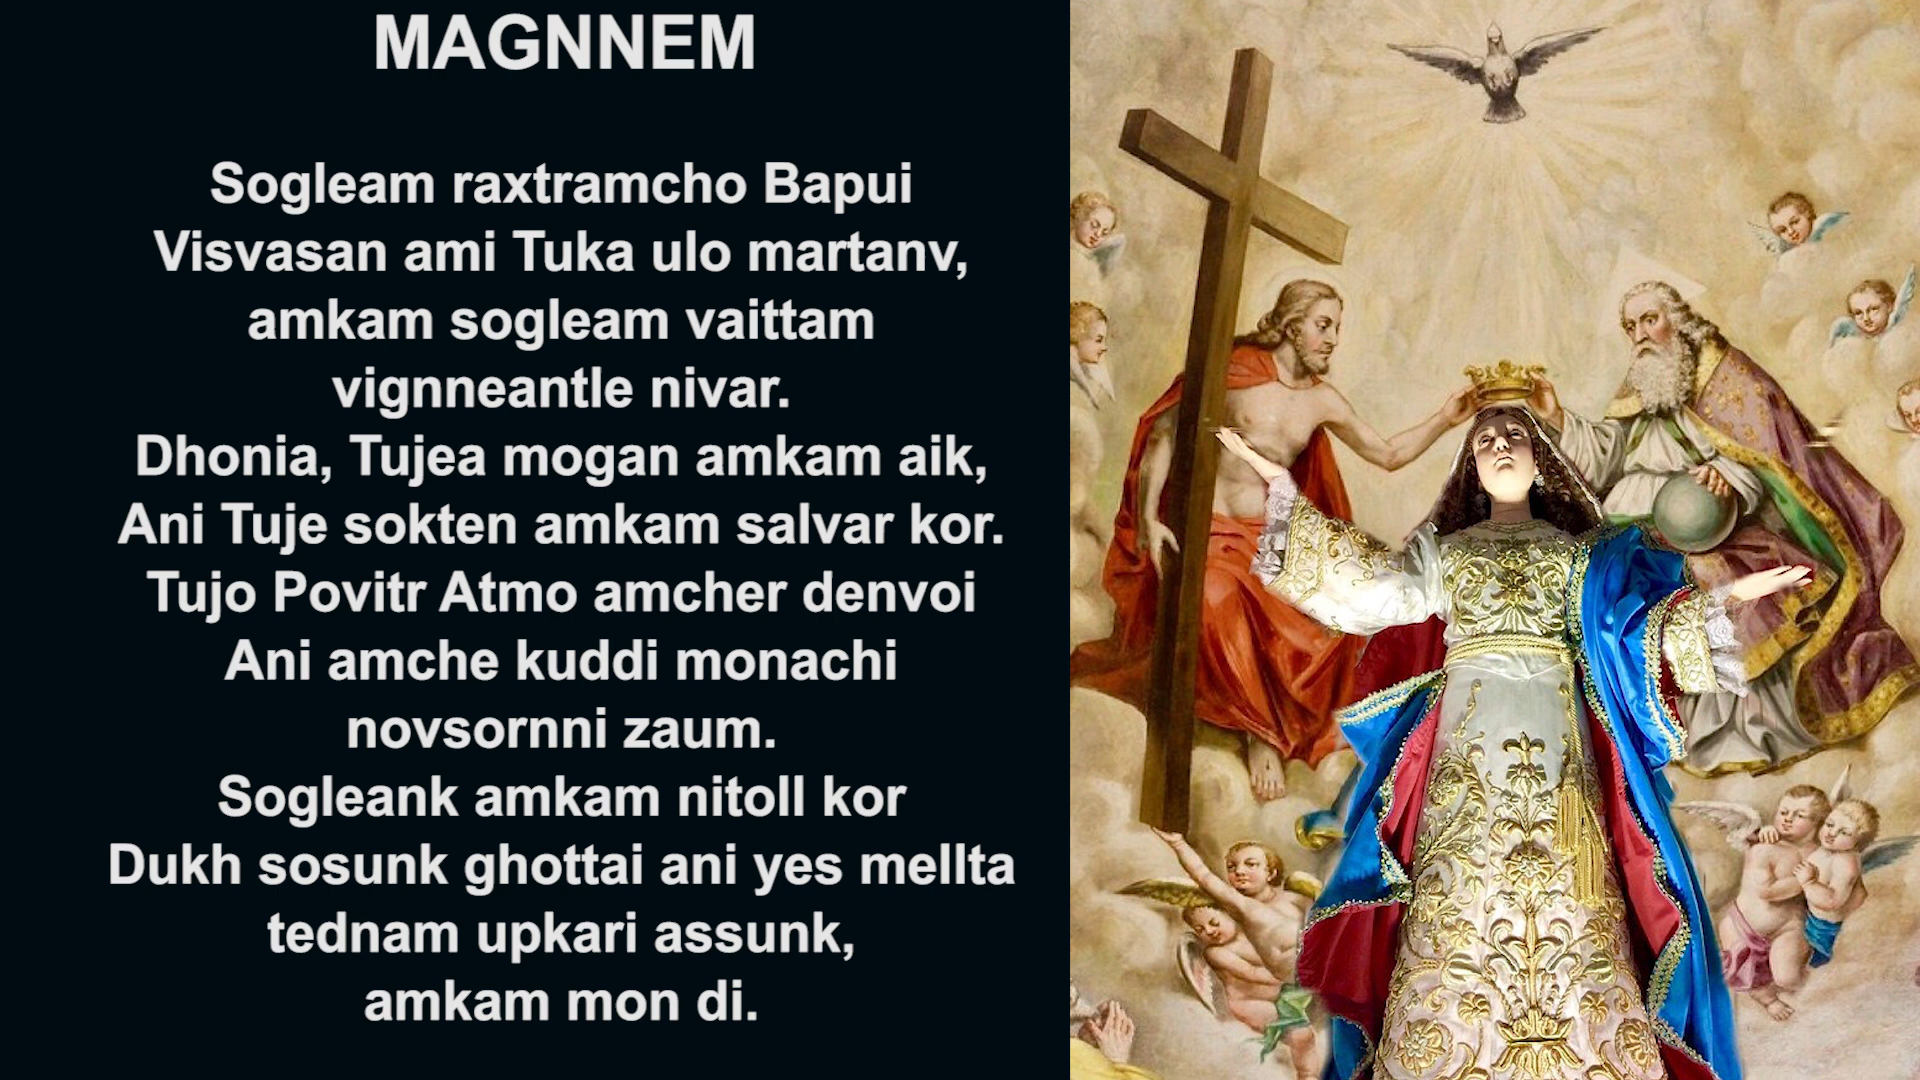 MAGNNEM
Sogleam raxtramcho Bapui
Visvasan ami Tuka ulo martanv,
amkam sogleam vaittam
vignneantle nivar.
Dhonia, Tujea mogan amkam aik,
Ani Tuje sokten amkam salvar kor.
Tujo Povitr Atmo amcher denvoi
Ani amche kuddi monachi
novsornni zaum.
Sogleank amkam nitoll kor
Dukh sosunk ghottai ani yes mellta
tednam upkari assunk,
amkam mon di.